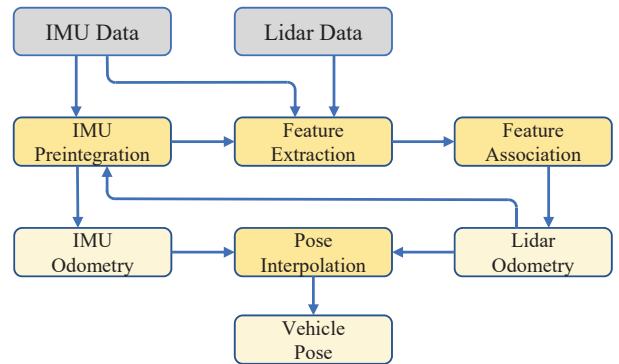 IMU Data
Lidar Data
IMU
Preintegration
Feature
Extraction
Feature
Association
IMU
Odometry
Pose
Interpolation
Lidar
Odometry
Vehicle
Pose